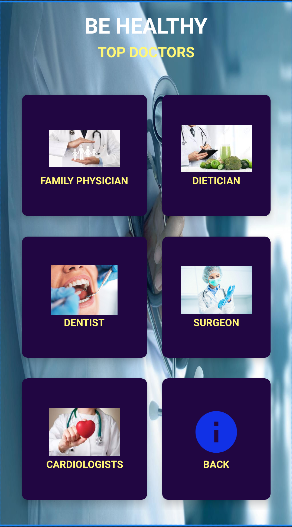 BE HEALTHY
TOP DOCTORS
FAMILY PHYSICIAN
DIETICIAN
DENTIST
SURGEON
CARDIOLOGISTS
BACK